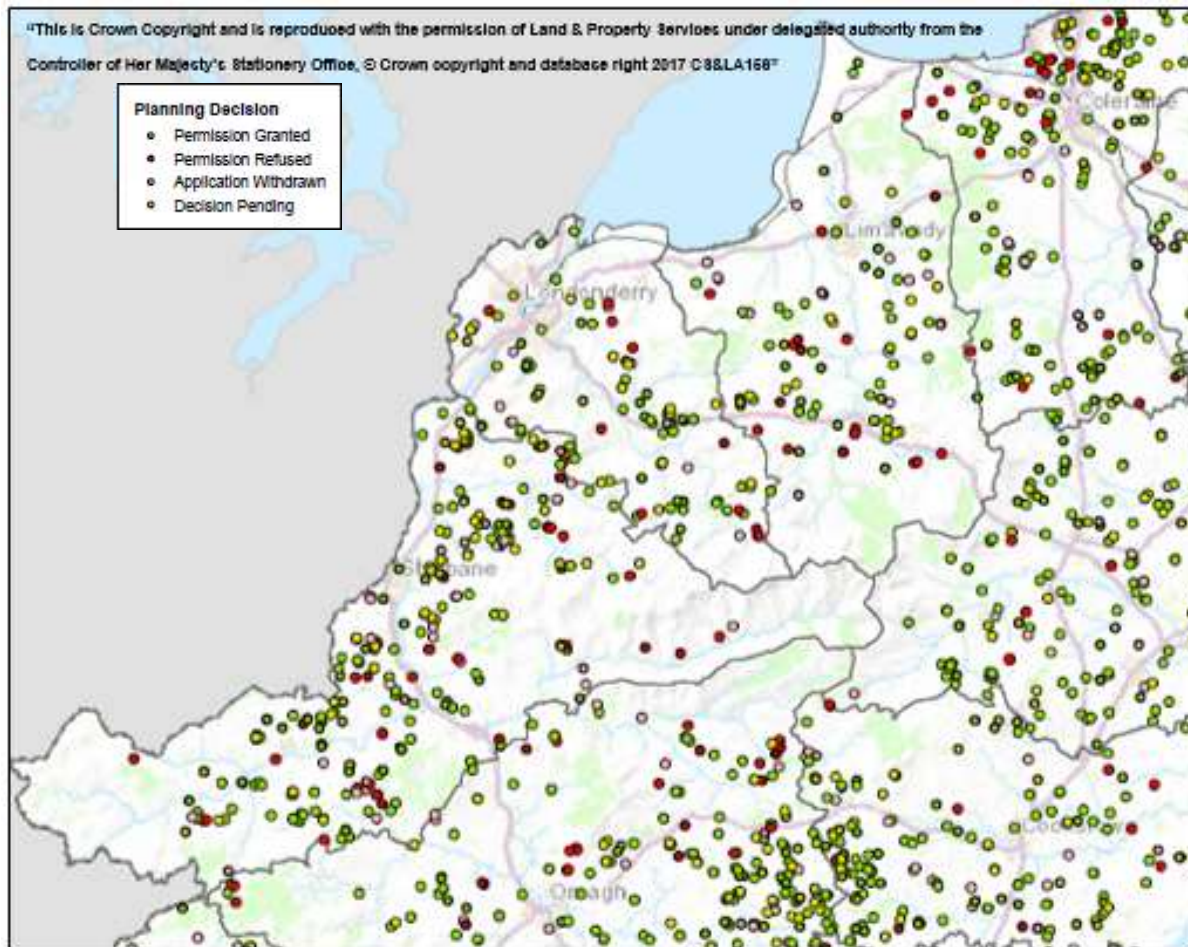 "This is Crown Copyright and is reproduced with the permission of Land & Property Services under delegated authority from the
Controller of Her Majesty's Stationery Office, © Crown copyright and database right 2017 CS&LA156"
Planning Decision
Permission Granted
Permission Refused
Application Withdrawn
Decision Pending
Coleraine
Limavady
Londonderry
Strabane
Cookstown
Omagh